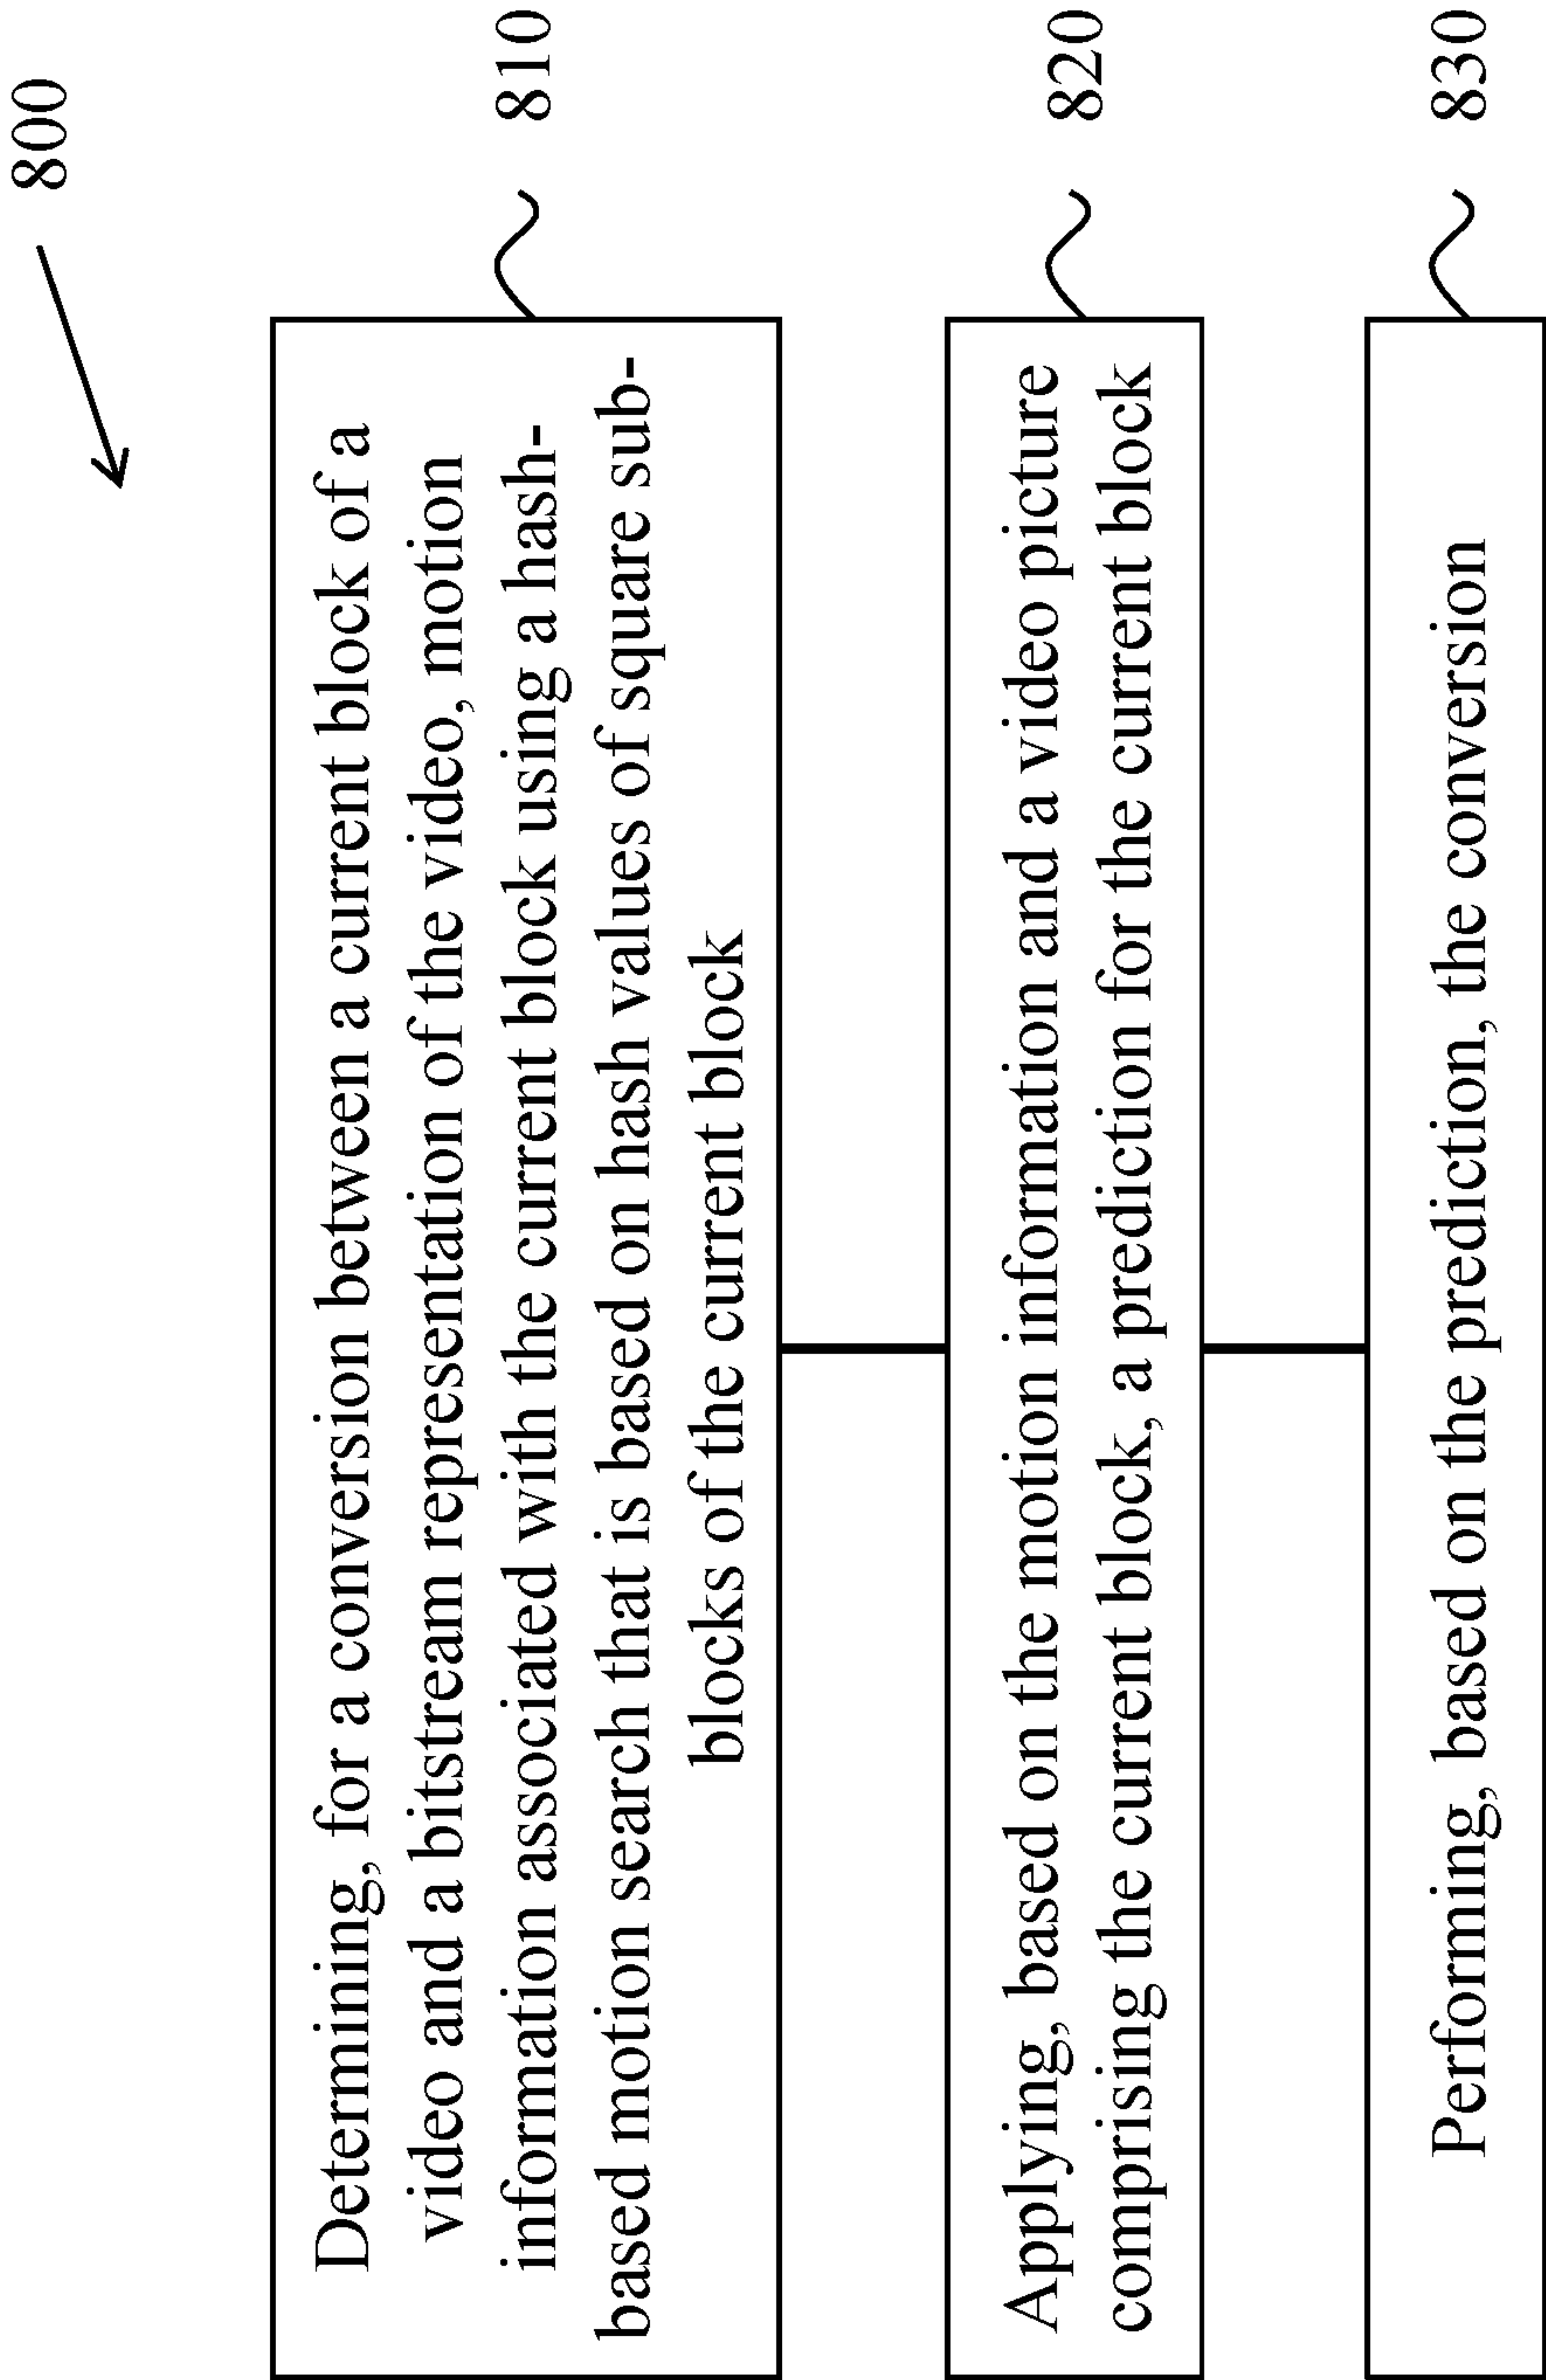 800
Determining, for a conversion between a current block of a
video and a bitstream representation of the video, motion
information associated with the current block using a hash-
based motion search that is based on hash values of square sub-
blocks of the current block
810
Applying, based on the motion information and a video picture
comprising the current block, a prediction for the current block
820
Performing, based on the prediction, the conversion
830